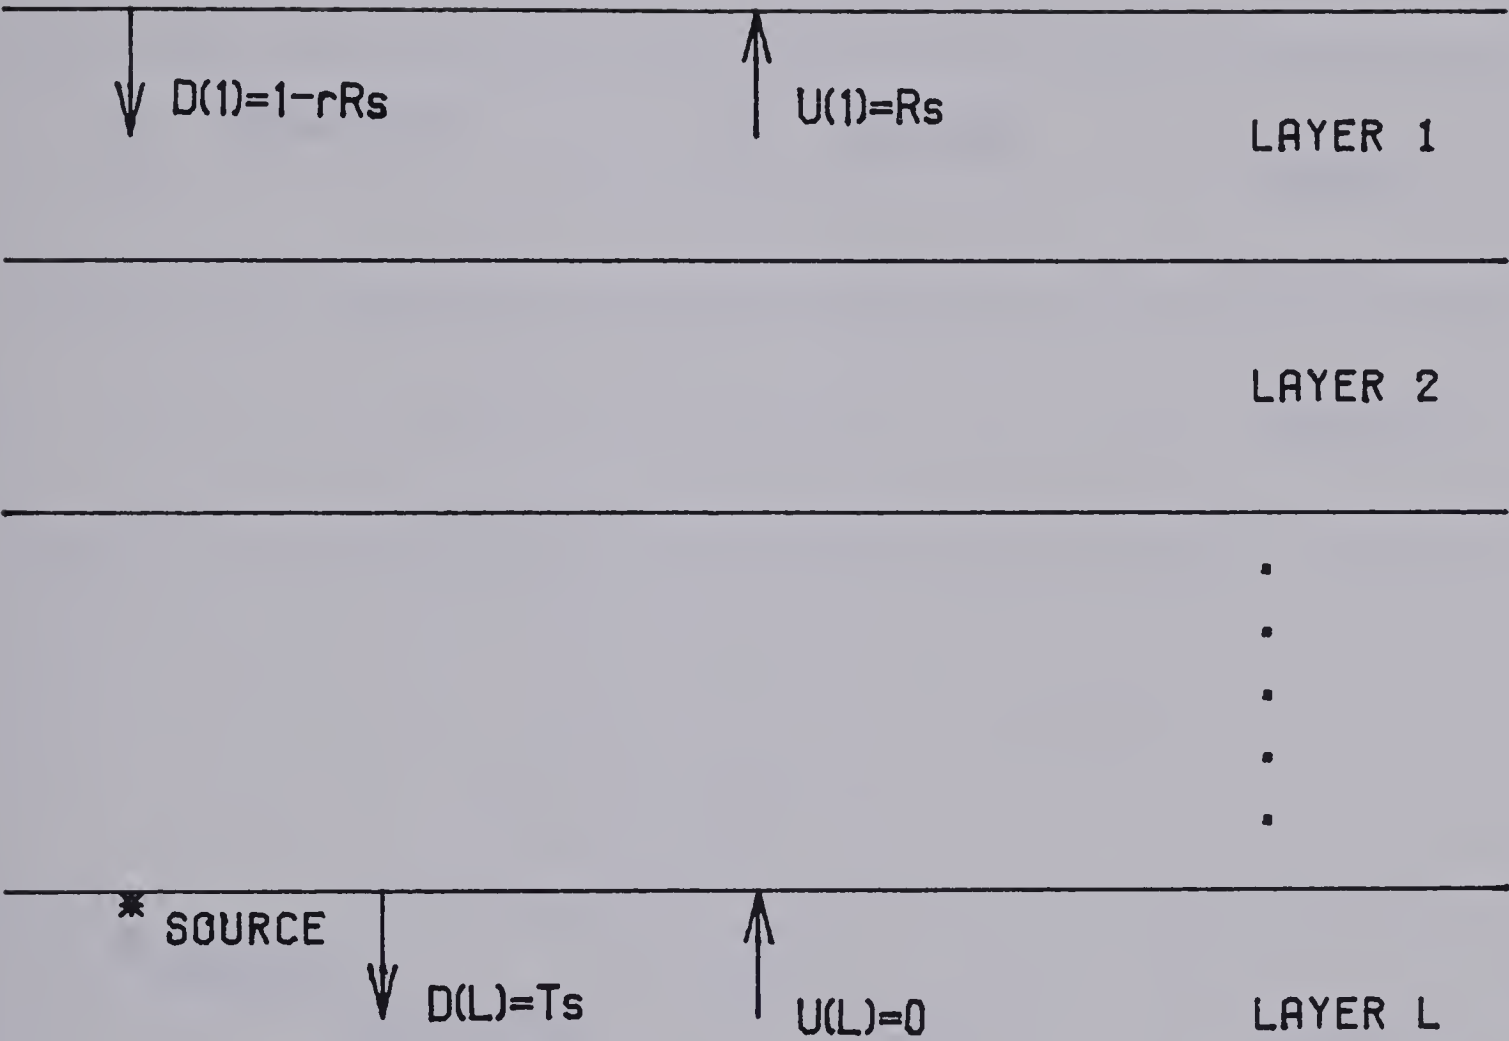 D(1)=1-rRs
U(1)=Rs
LAYER 1
LAYER 2
SOURCE
D(L)=Ts
U(L)=0
LAYER L